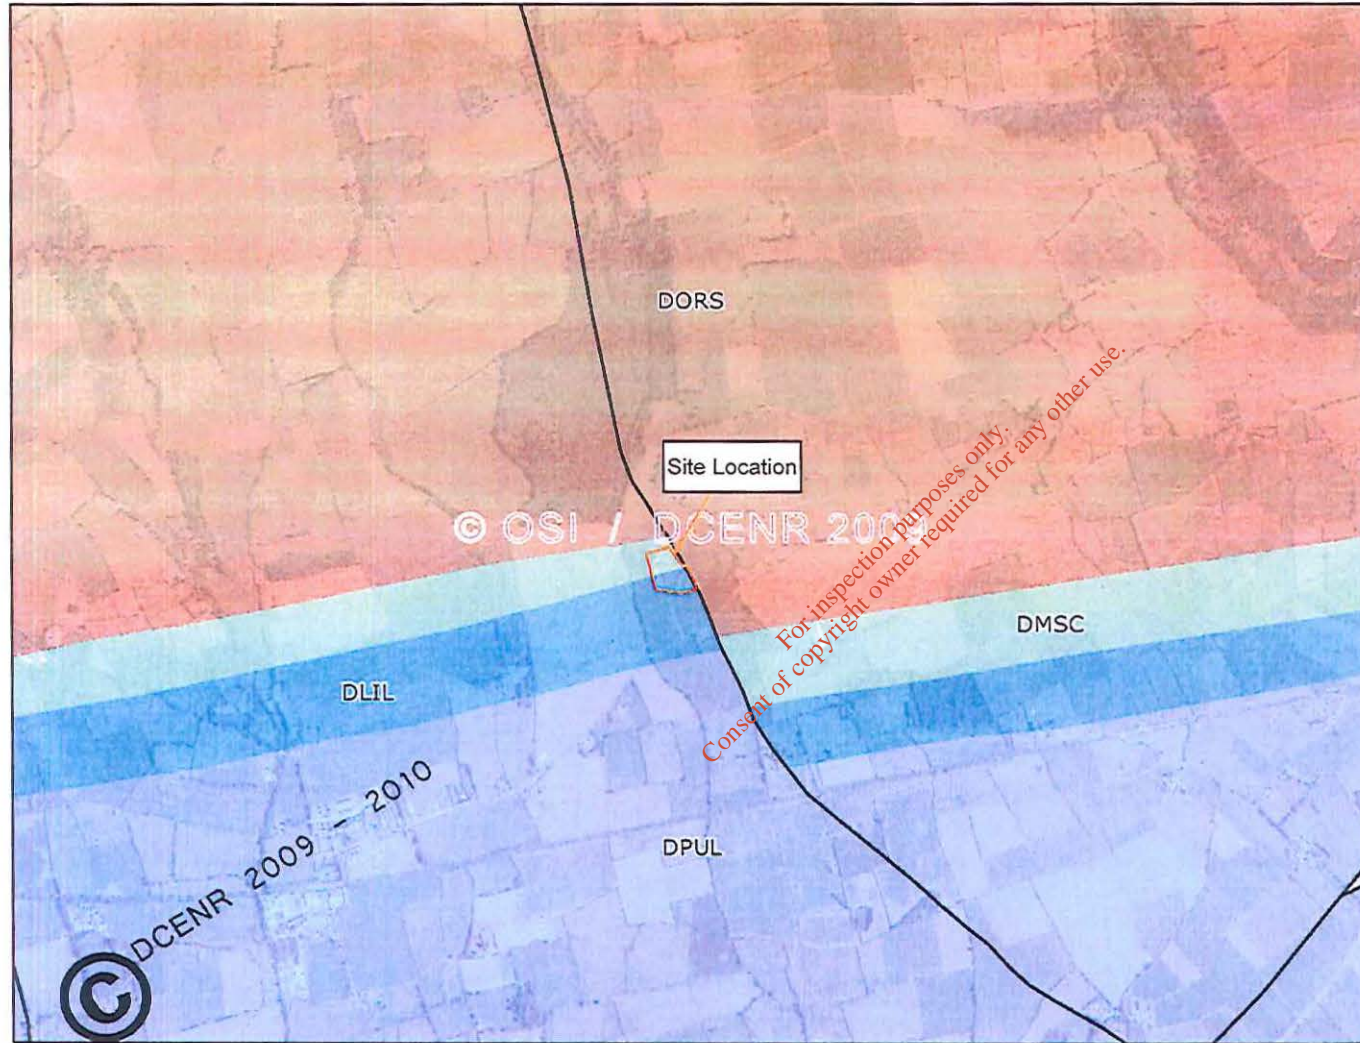 DORS
Site Location
© OSI / DCENR 2009
For inspection purposes only.
Consent of copyright owner required for any other use.
DMSC
DLIL
© DCENR 2009 - 2010
DPUL